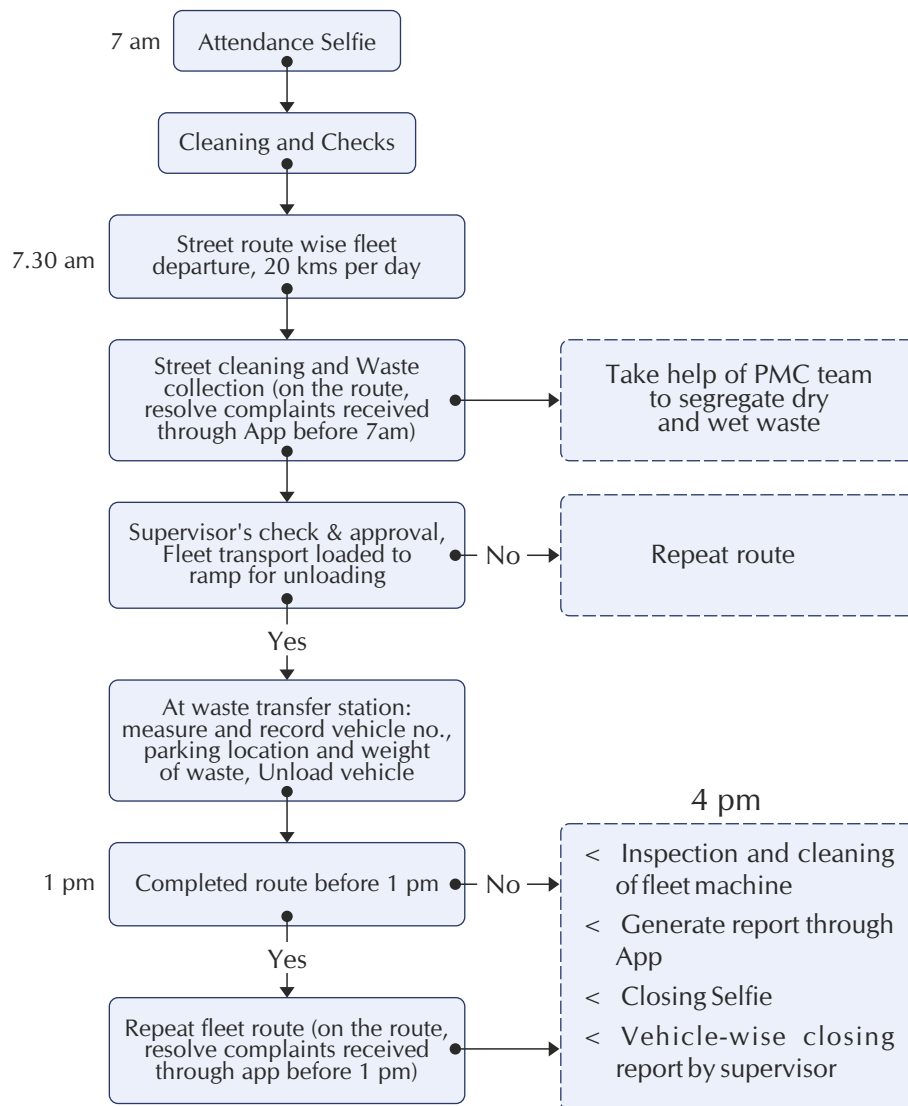 7 am
Attendance Selfie
Cleaning and Checks
7.30 am
Street route wise fleet
departure, 20 kms per day
Street cleaning and Waste
collection (on the route,
resolve complaints received
through App before 7am)
Take help of PMC team
to segregate dry
and wet waste
Supervisor's check & approval,
Fleet transport loaded to
ramp for unloading
No
Repeat route
Yes
At waste transfer station:
measure and record vehicle no.,
parking location and weight
of waste, Unload vehicle
1 pm
Completed route before 1 pm
No
Yes
Repeat fleet route (on the route,
resolve complaints received
through app before 1 pm)
4 pm
< Inspection and cleaning
of fleet machine
< Generate report through
App
< Closing Selfie
< Vehicle-wise closing
report by supervisor